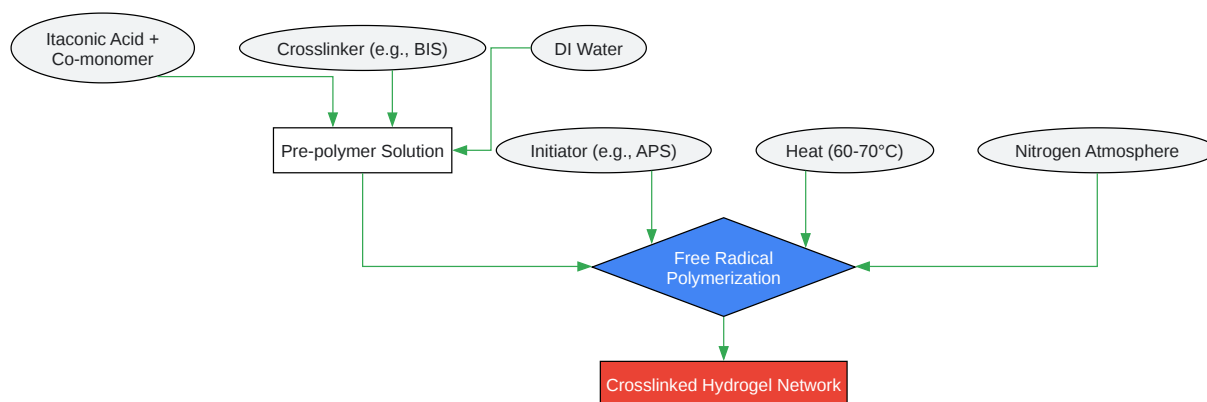 Itaconic Acid +
Co-monomer
Crosslinker (e.g., BIS)
DI Water
Pre-polymer Solution
Initiator (e.g., APS)
Heat (60-70°C)
Nitrogen Atmosphere
Free Radical
Polymerization
Crosslinked Hydrogel Network